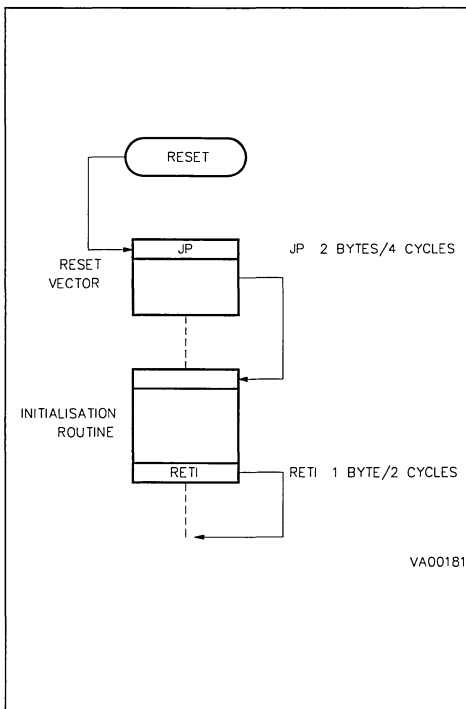 RESET
JP
JP 2 BYTES/4 CYCLES
RESET
VECTOR
INITIALISATION
ROUTINE
RETI
RETI 1 BYTE/2 CYCLES
VA00181